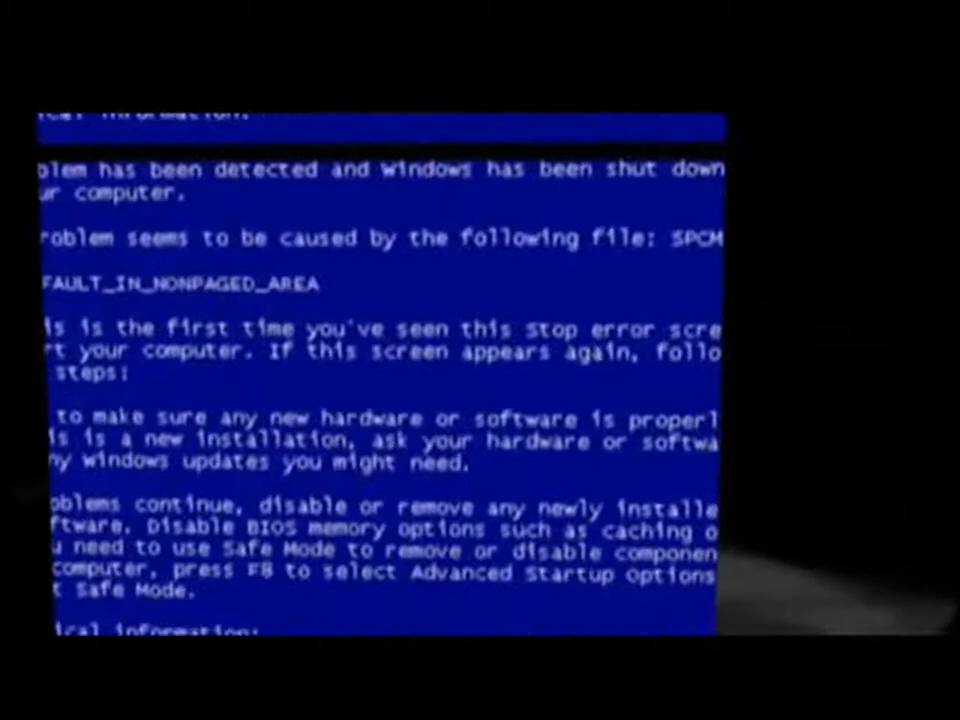 ical information:
blem has been detected and windows has been shut down
ur computer.
roblem seems to be caused by the following file: SPCM
FAULT_IN_NONPAGED_AREA
is is the first time you've seen this Stop error scre
rt your computer. If this screen appears again, follo
steps:
to make sure any new hardware or software is properl
is is a new installation, ask your hardware or softwa
ny windows updates you might need.
oblems continue, disable or remove any newly installe
ftware. Disable BIOS memory options such as caching o
u need to use Safe Mode to remove or disable componen
computer, press F8 to select Advanced Startup Options
t Safe Mode.
ical information: